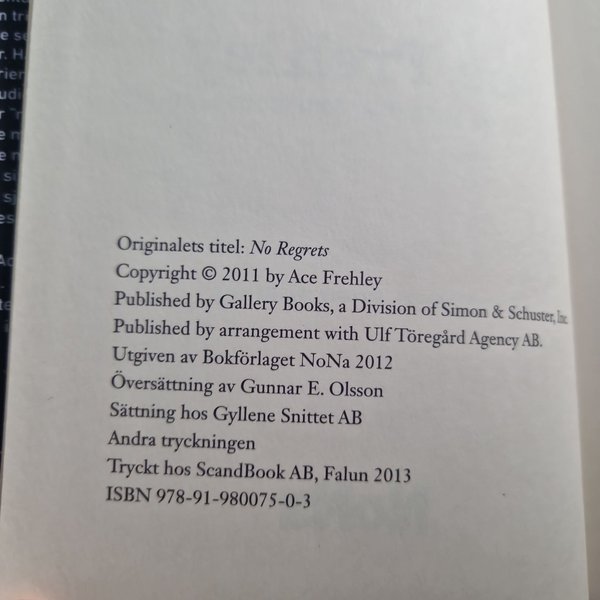 Originalets titel: No Regrets
Copyright © 2011 by Ace Frehley
Published by Gallery Books, a Division of Simon & Schuster, Inc.
Published by arrangement with Ulf Töregård Agency AB.
Utgiven av Bokförlaget NoNa 2012
Översättning av Gunnar E. Olsson
Sättning hos Gyllene Snittet AB
Andra tryckningen
Tryckt hos ScandBook AB, Falun 2013
ISBN 978-91-980075-0-3